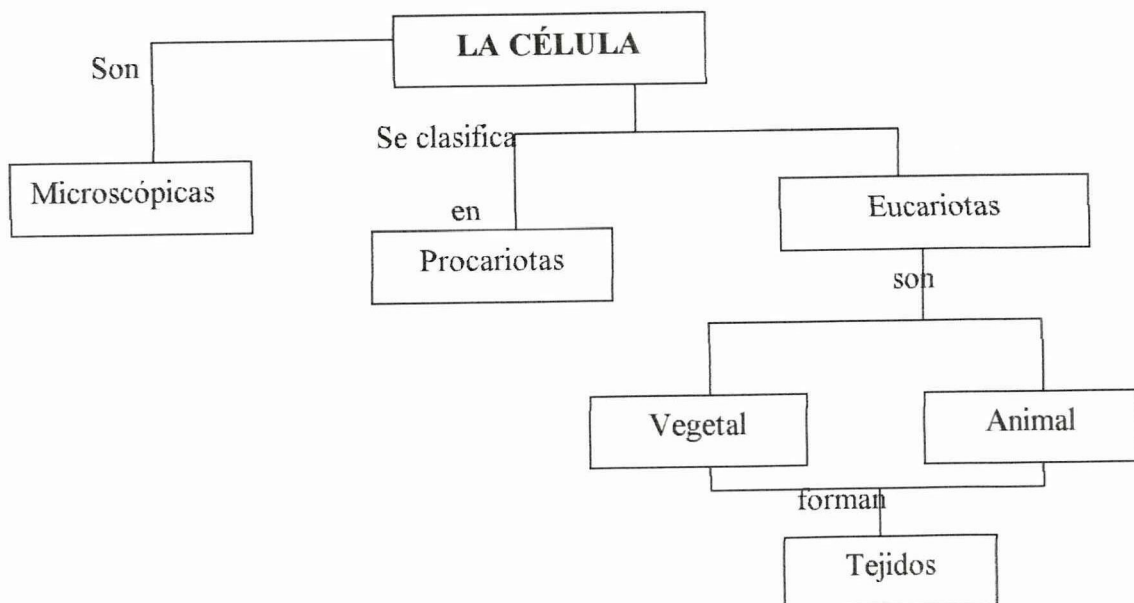 LA CÉLULA
Son
Se clasifica
Microscópicas
en
Eucariotas
Procariotas
son
Vegetal
Animal
forman
Tejidos